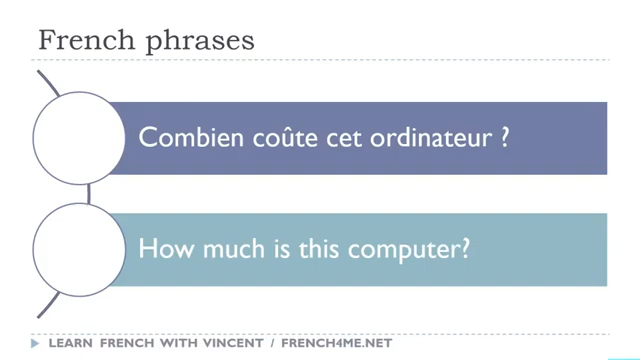 French phrases
Combien coûte cet ordinateur ?
How much is this computer?
LEARN FRENCH WITH VINCENT / FRENCH4ME.NET